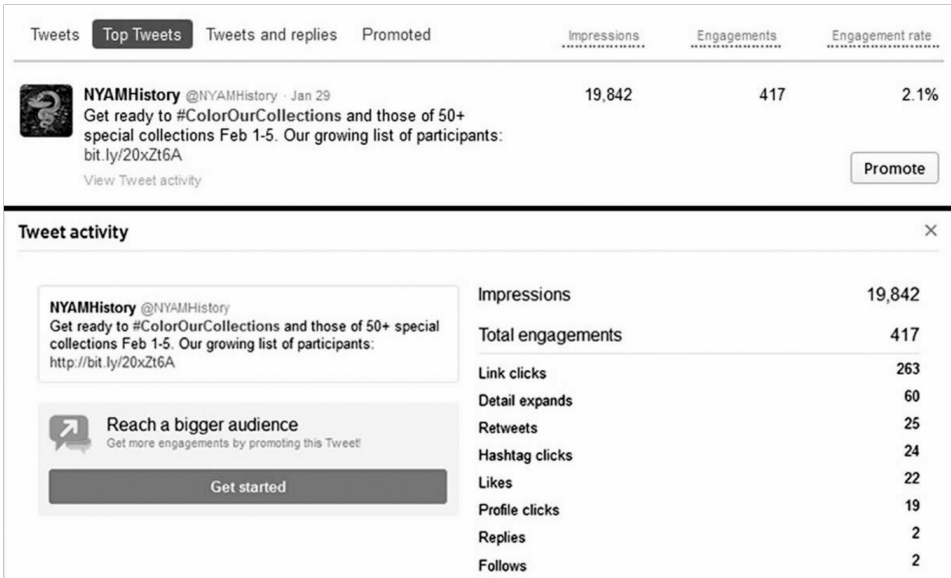 Tweets Top Tweets Tweets and replies Promoted Impressions Engagements Engagement rate
NYAMHistory @NYAMHistory · Jan 29 19,842 417 2.1%
Get ready to #ColorOurCollections and those of 50+
special collections Feb 1-5. Our growing list of participants:
bit.ly/20xZt6A
View Tweet activity
Promote
Tweet activity
NYAMHistory @NYAMHistory
Get ready to #ColorOurCollections and those of 50+ special
collections Feb 1-5. Our growing list of participants:
http://bit.ly/20xZt6A
Reach a bigger audience
Get more engagements by promoting this Tweet!
Get started
Impressions 19,842
Total engagements 417
Link clicks 263
Detail expands 60
Retweets 25
Hashtag clicks 24
Likes 22
Profile clicks 19
Replies 2
Follows 2